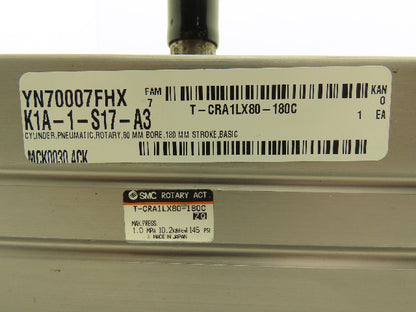 YN70007FHX FAM 7 T-CRA1LX80-180C KAN 0
K1A-1-S17-A3 1 EA
CYLINDER,PNEUMATIC,ROTARY,80 MM BORE,180 MM STROKE,BASIC
MCK0030 ACK
SMC ROTARY ACT.
T-CRA1LX80-180C
ZQ
MAX.PRESS.
1.0 MPa 145 PSI
MADE IN JAPAN